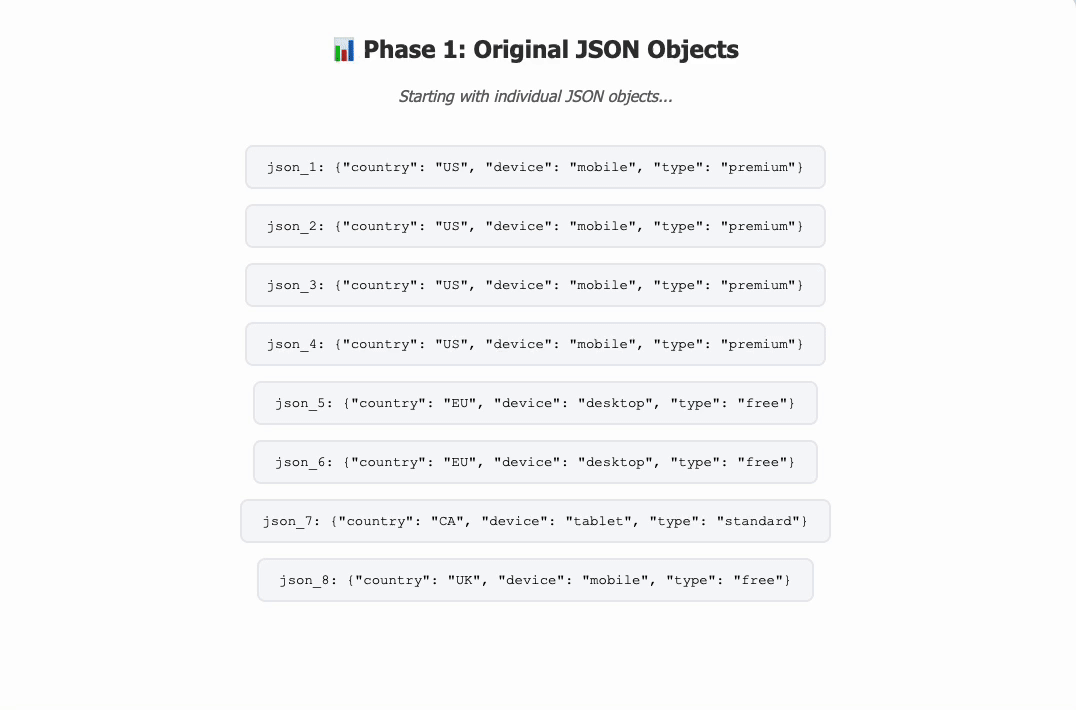 📊 Phase 1: Original JSON Objects
Starting with individual JSON objects...
json_1: {"country": "US", "device": "mobile", "type": "premium"}
json_2: {"country": "US", "device": "mobile", "type": "premium"}
json_3: {"country": "US", "device": "mobile", "type": "premium"}
json_4: {"country": "US", "device": "mobile", "type": "premium"}
json_5: {"country": "EU", "device": "desktop", "type": "free"}
json_6: {"country": "EU", "device": "desktop", "type": "free"}
json_7: {"country": "CA", "device": "tablet", "type": "standard"}
json_8: {"country": "UK", "device": "mobile", "type": "free"}